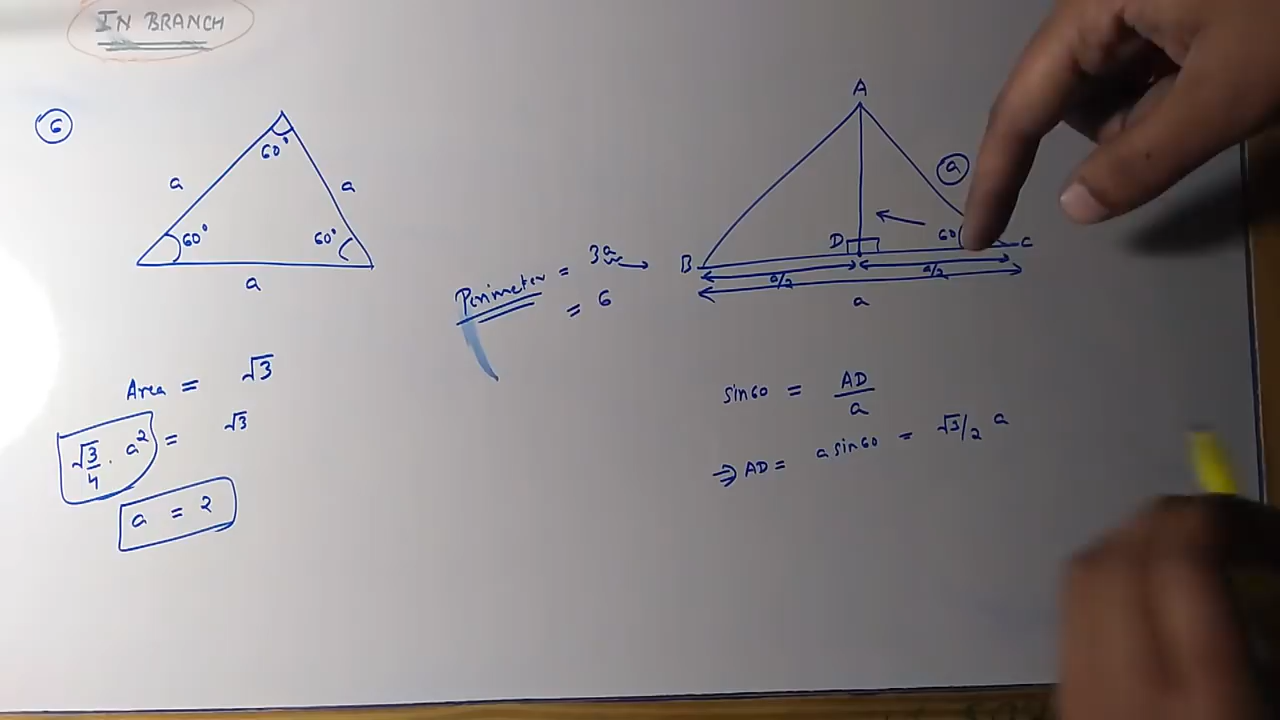 IN BRANCH
6
60°
a
a
60°
60°
a
Area = √3
√3/4 . a² = √3
a = 2
Perimeter = 3a
= 6
A
a
D
60
B
C
a/2
a/2
a
sin60 = AD/a
⇒ AD = a sin60 = √3/2 a